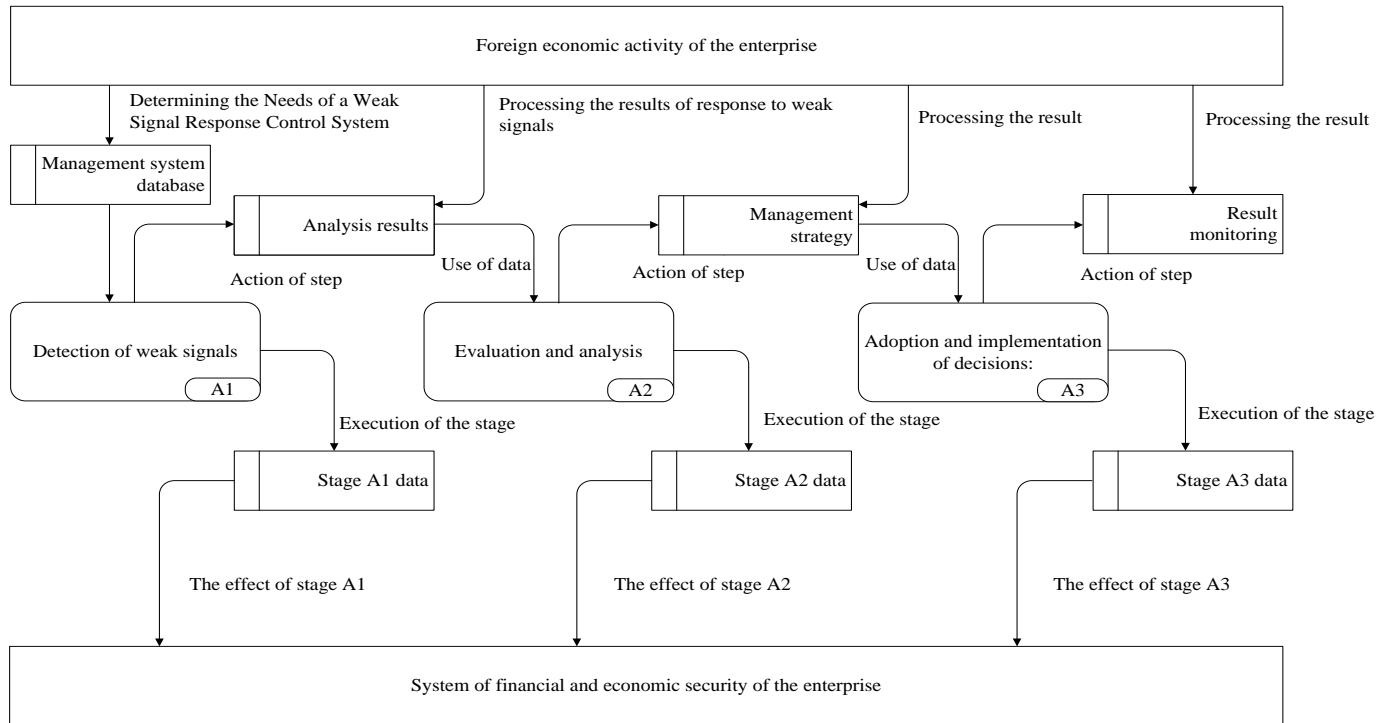 Foreign economic activity of the enterprise
Determining the Needs of a Weak
Signal Response Control System
Processing the results of response to weak
signals
Processing the result
Processing the result
Management system
database
Analysis results
Management
strategy
Result
monitoring
Action of step
Use of data
Action of step
Use of data
Action of step
Detection of weak signals
A1
Evaluation and analysis
A2
Adoption and implementation
of decisions:
A3
Execution of the stage
Execution of the stage
Execution of the stage
Stage A1 data
Stage A2 data
Stage A3 data
The effect of stage A1
The effect of stage A2
The effect of stage A3
System of financial and economic security of the enterprise